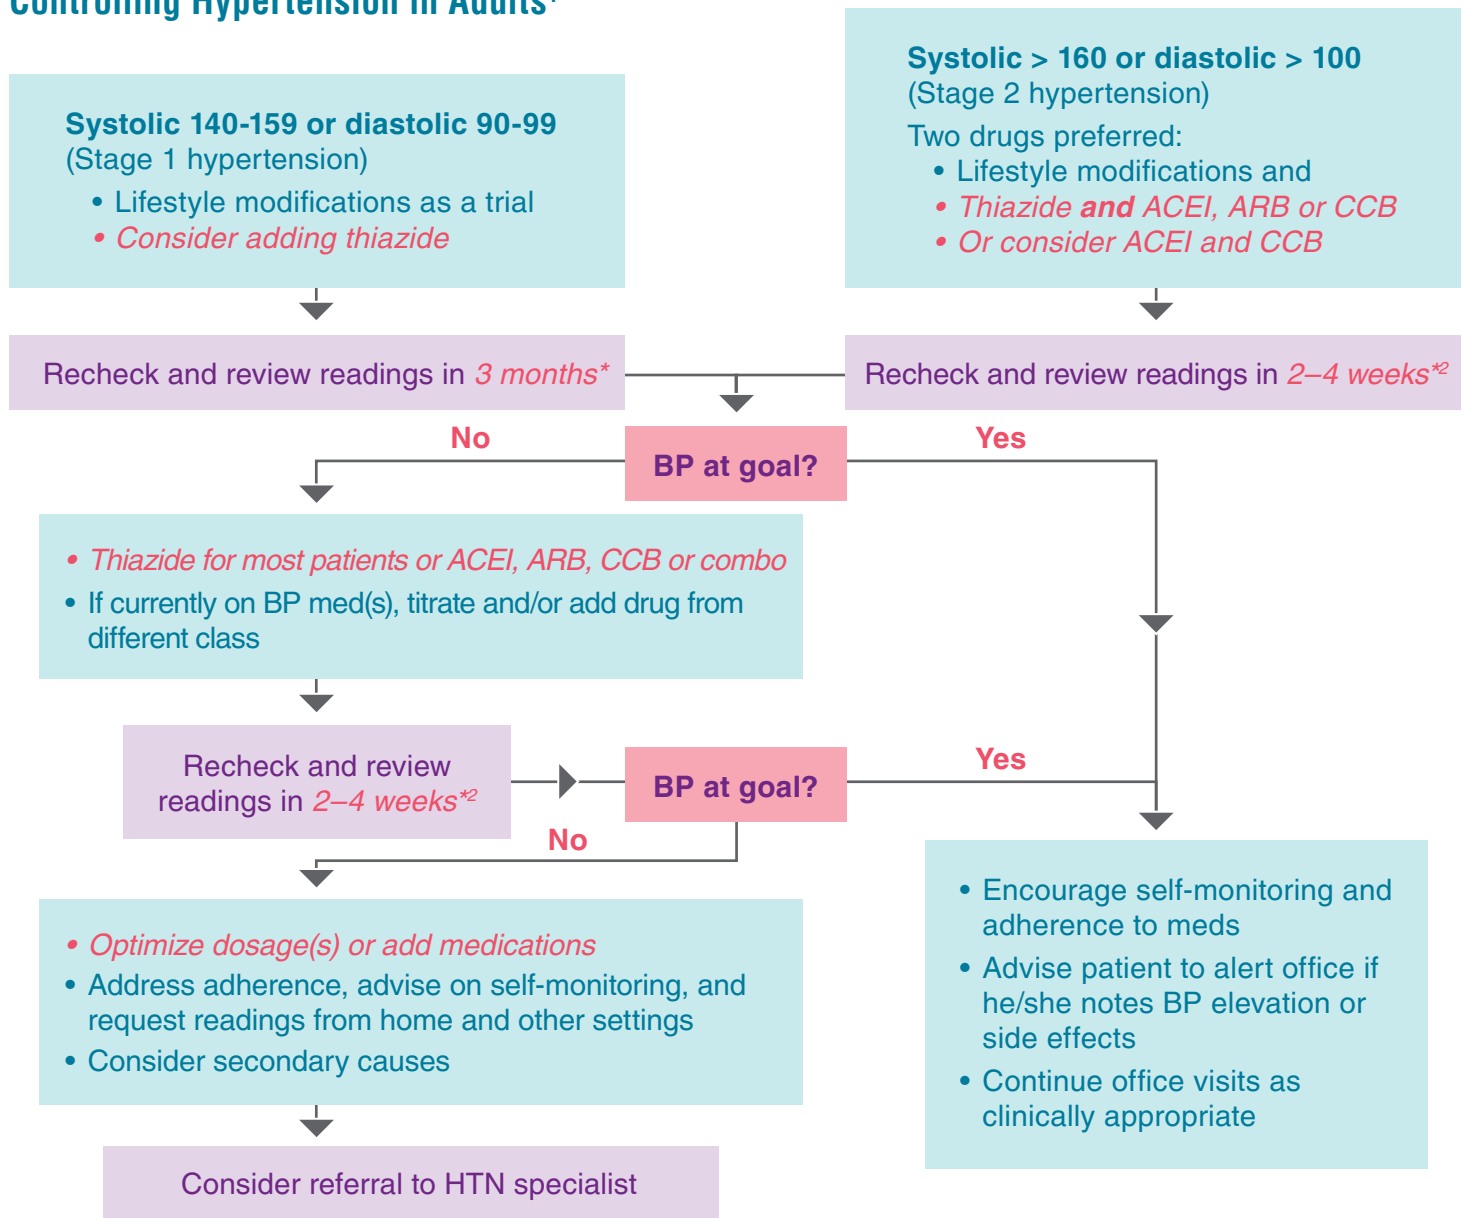 Controlling Hypertension in Adults¹
Systolic 140-159 or diastolic 90-99
(Stage 1 hypertension)
• Lifestyle modifications as a trial
• Consider adding thiazide
Systolic > 160 or diastolic > 100
(Stage 2 hypertension)
Two drugs preferred:
• Lifestyle modifications and
• Thiazide and ACEI, ARB or CCB
• Or consider ACEI and CCB
Recheck and review readings in 3 months*
Recheck and review readings in 2–4 weeks*²
No
BP at goal?
Yes
• Thiazide for most patients or ACEI, ARB, CCB or combo
• If currently on BP med(s), titrate and/or add drug from
different class
Recheck and review
readings in 2–4 weeks*²
BP at goal?
Yes
No
• Optimize dosage(s) or add medications
• Address adherence, advise on self-monitoring, and
request readings from home and other settings
• Consider secondary causes
• Encourage self-monitoring and
adherence to meds
• Advise patient to alert office if
he/she notes BP elevation or
side effects
• Continue office visits as
clinically appropriate
Consider referral to HTN specialist